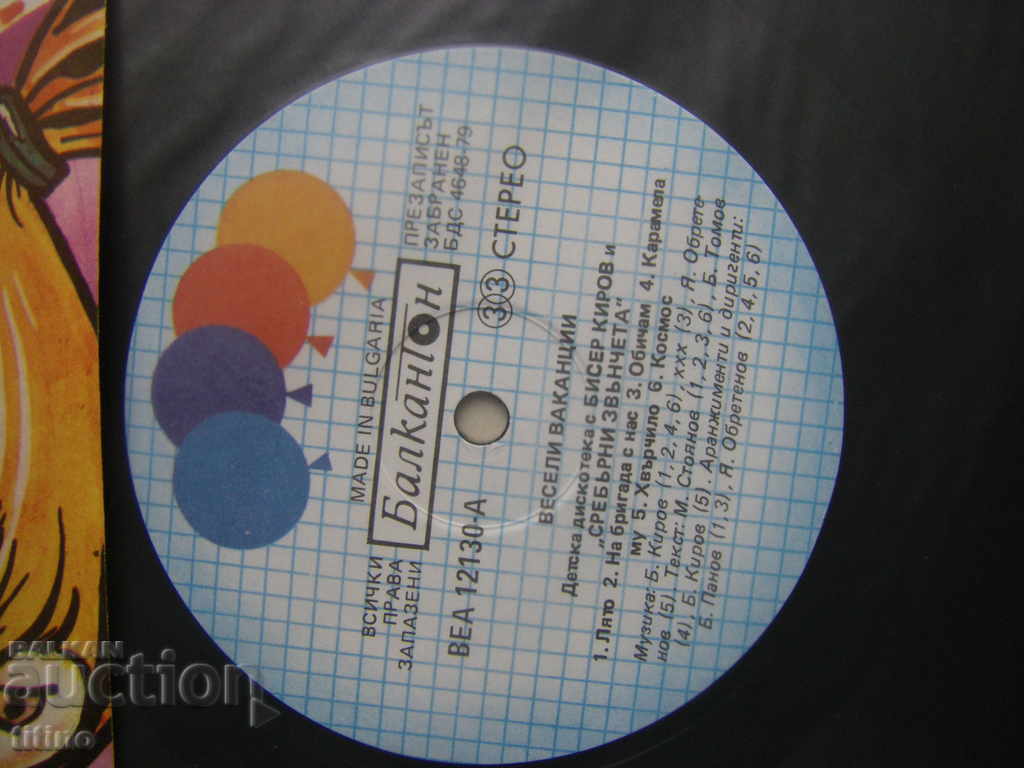 MADE IN BULGARIA
ВСИЧКИ
ПРАВА
ЗАПАЗЕНИ
Балкантон
ПРЕЗАПИСЪТ
ЗАБРАНЕН
БДС 4648-79
ВЕА 12130-А
33 СТЕРЕО
ВЕСЕЛИ ВАКАНЦИИ
Детска дискотека с БИСЕР КИРОВ и
„СРЕБЪРНИ ЗВЪНЧЕТА"
1. Лято 2. На бригада с нас 3. Обичам 4. Карамела
му 5. Хвърчило 6. Космос
Музика: Б. Киров (1, 2, 4, 6), ххх (3), Я. Обрете-
нов (5). Текст: М. Стоянов (1, 2, 3, 6), Б. Томов
(4), Б. Киров (5). Аранжименти и диригенти:
Б. Панов (1, 3), Я. Обретенов (2, 4, 5, 6)
BALKAN
auction
titino